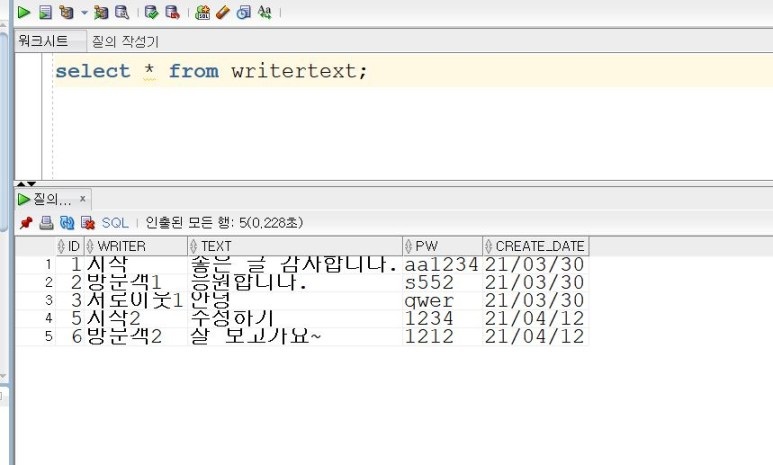 워크시트 질의 작성기
select * from writertext;
질의... x
SQL | 인출된 모든 행: 5(0,228초)
ID WRITER TEXT PW CREATE_DATE
1 1 시작 좋은 글 감사합니다. aa1234 21/03/30
2 2 방문객1 응원합니다. s552 21/03/30
3 3 서로이웃1 안녕 qwer 21/03/30
4 5 시작2 수정하기 1234 21/04/12
5 6 방문객2 잘 보고가요~ 1212 21/04/12